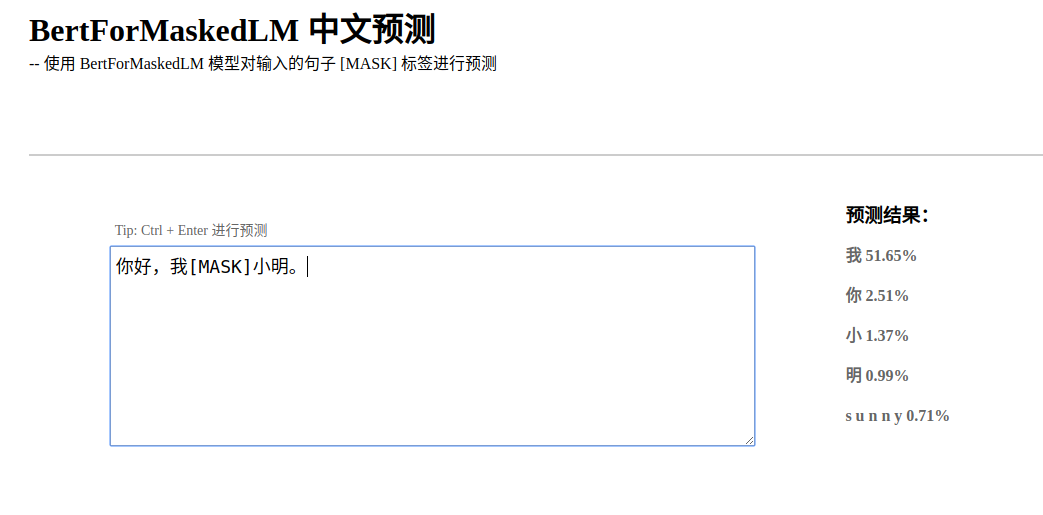 BertForMaskedLM 中文预测
-- 使用 BertForMaskedLM 模型对输入的句子 [MASK] 标签进行预测
Tip: Ctrl + Enter 进行预测
你好，我[MASK]小明。
预测结果：
我 51.65%
你 2.51%
小 1.37%
明 0.99%
s u n n y 0.71%